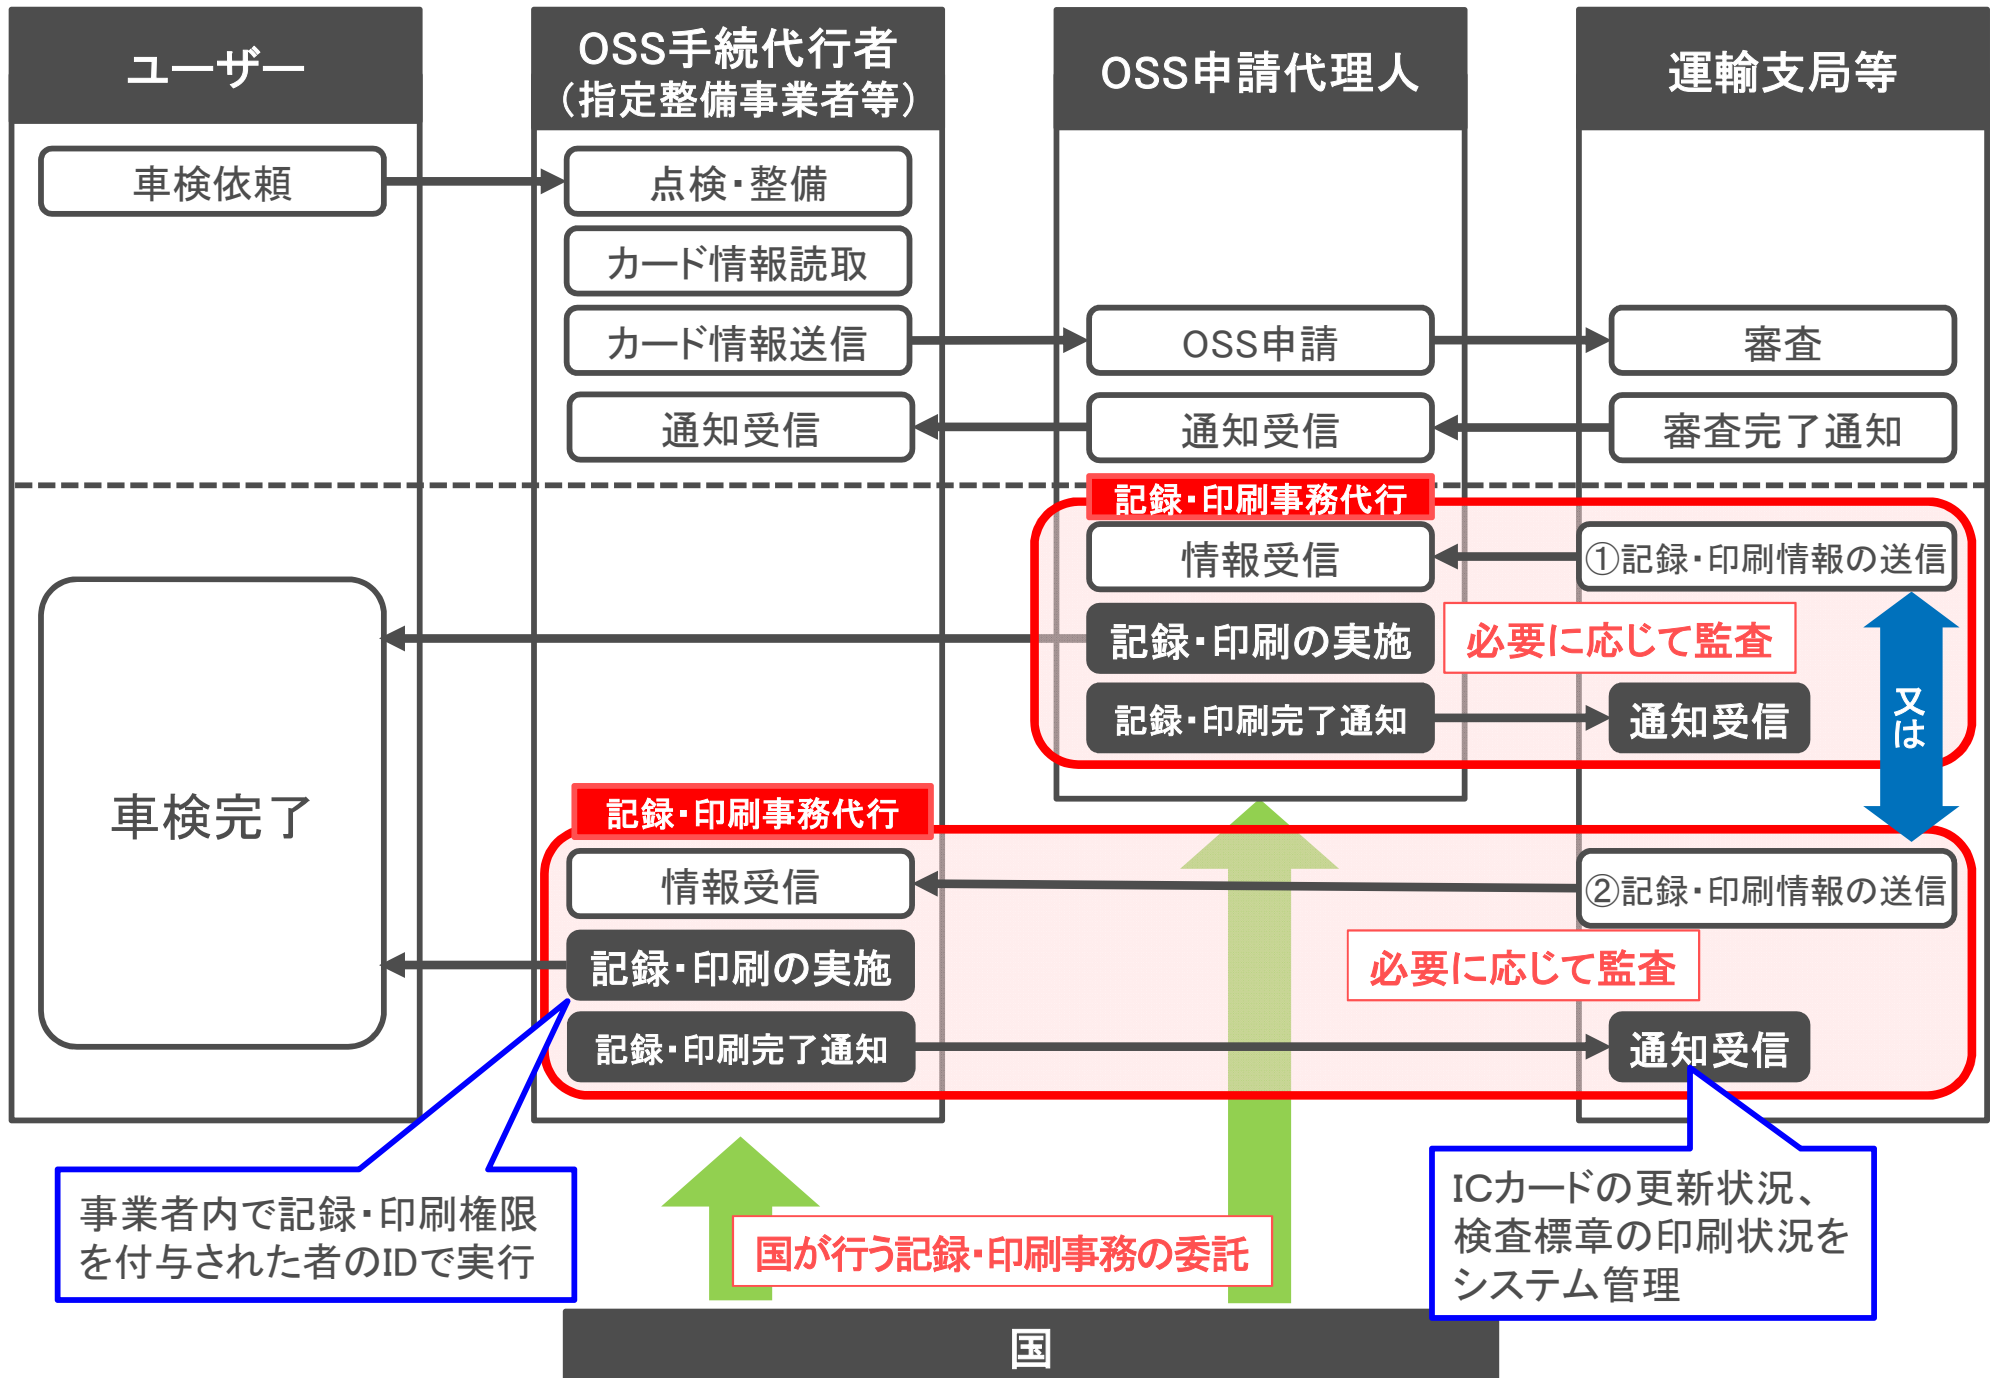 ユーザー
OSS手続代行者
（指定整備事業者等）
OSS申請代理人
運輸支局等
車検依頼
点検・整備
カード情報読取
カード情報送信
OSS申請
審査
通知受信
通知受信
審査完了通知
記録・印刷事務代行
情報受信
①記録・印刷情報の送信
記録・印刷の実施
必要に応じて監査
記録・印刷完了通知
通知受信
又は
車検完了
記録・印刷事務代行
情報受信
②記録・印刷情報の送信
記録・印刷の実施
必要に応じて監査
記録・印刷完了通知
通知受信
事業者内で記録・印刷権限
を付与された者のIDで実行
国が行う記録・印刷事務の委託
ICカードの更新状況、
検査標章の印刷状況を
システム管理
国